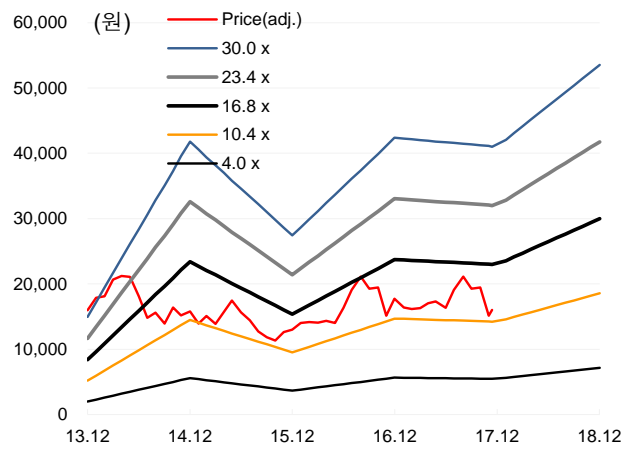 (원)
Price(adj.)
30.0 x
23.4 x
16.8 x
10.4 x
4.0 x
60,000
50,000
40,000
30,000
20,000
10,000
0
13.12 14.12 15.12 16.12 17.12 18.12